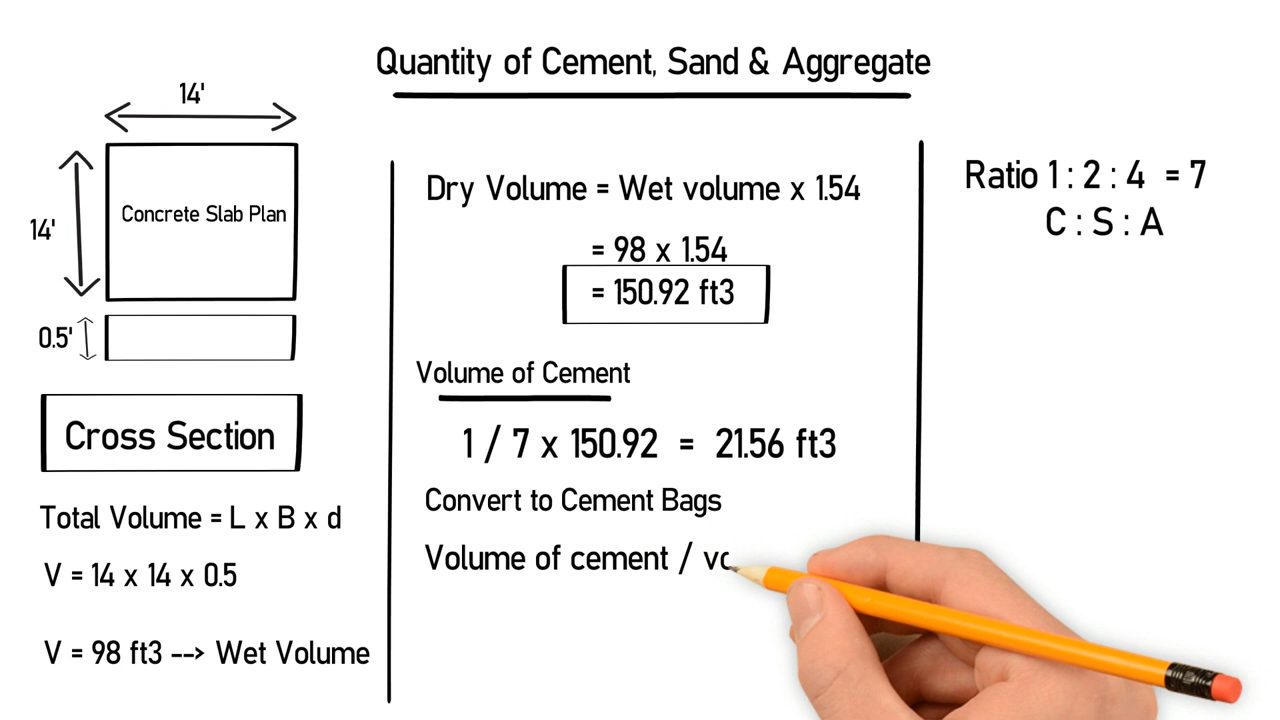 Quantity of Cement, Sand & Aggregate
14'
14'
Concrete Slab Plan
0.5'
Cross Section
Total Volume = L x B x d
V = 14 x 14 x 0.5
V = 98 ft3 --> Wet Volume
Dry Volume = Wet volume x 1.54
= 98 x 1.54
= 150.92 ft3
Volume of Cement
1 / 7 x 150.92 = 21.56 ft3
Convert to Cement Bags
Volume of cement /
Ratio 1 : 2 : 4 = 7
C : S : A